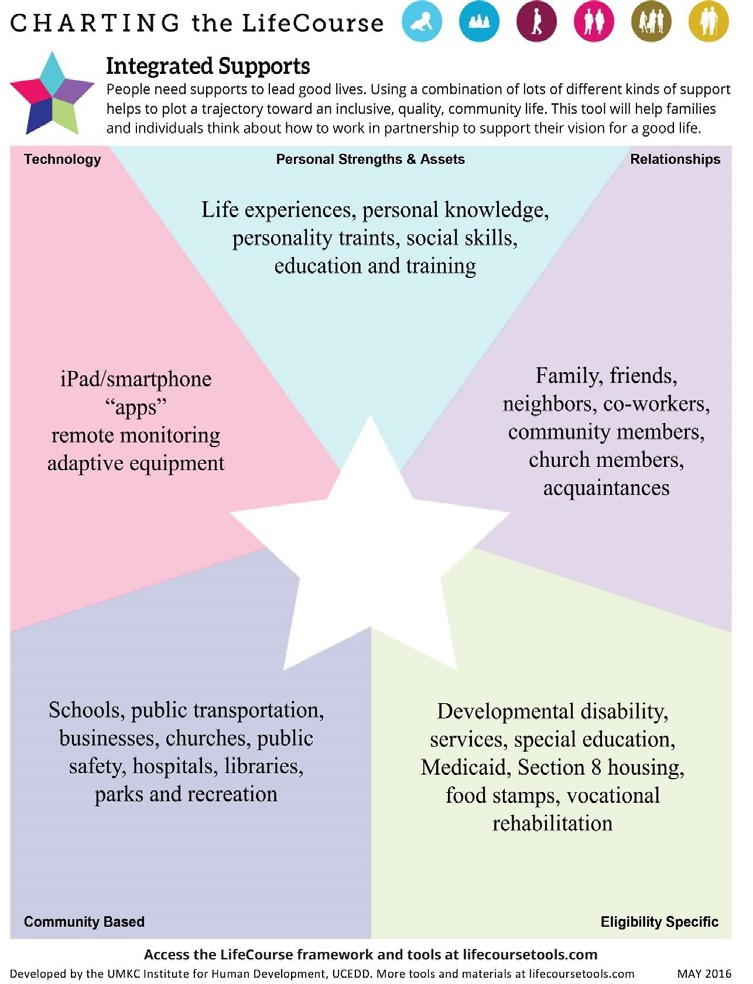 CHARTING the LifeCourse
Integrated Supports
People need supports to lead good lives. Using a combination of lots of different kinds of support
helps to plot a trajectory toward an inclusive, quality, community life. This tool will help families
and individuals think about how to work in partnership to support their vision for a good life.
Technology
Personal Strengths & Assets
Relationships
Life experiences, personal knowledge,
personality traints, social skills,
education and training
iPad/smartphone
“apps”
remote monitoring
adaptive equipment
Family, friends,
neighbors, co-workers,
community members,
church members,
acquaintances
Schools, public transportation,
businesses, churches, public
safety, hospitals, libraries,
parks and recreation
Developmental disability,
services, special education,
Medicaid, Section 8 housing,
food stamps, vocational
rehabilitation
Community Based
Eligibility Specific
Access the LifeCourse framework and tools at lifecoursetools.com
Developed by the UMKC Institute for Human Development, UCEDD. More tools and materials at lifecoursetools.com
MAY 2016